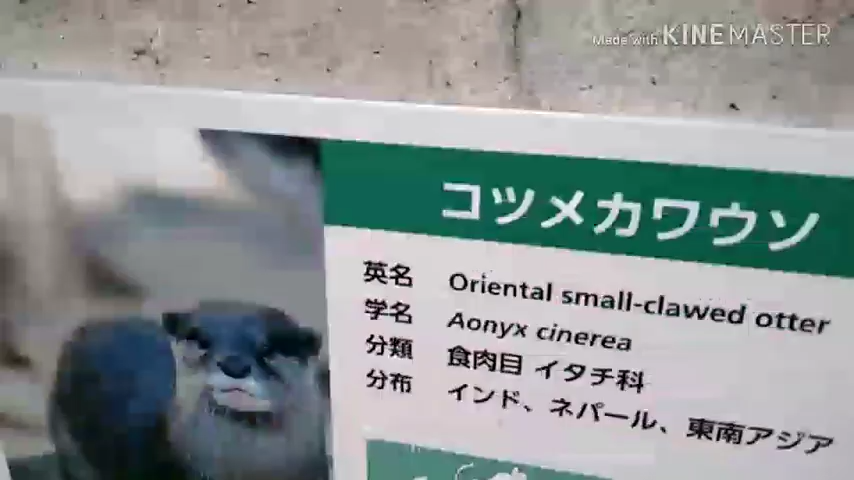 Made with KINEMASTER
コツメカワウソ
英名 Oriental small-clawed otter
学名 Aonyx cinerea
分類 食肉目 イタチ科
分布 インド、ネパール、東南アジア